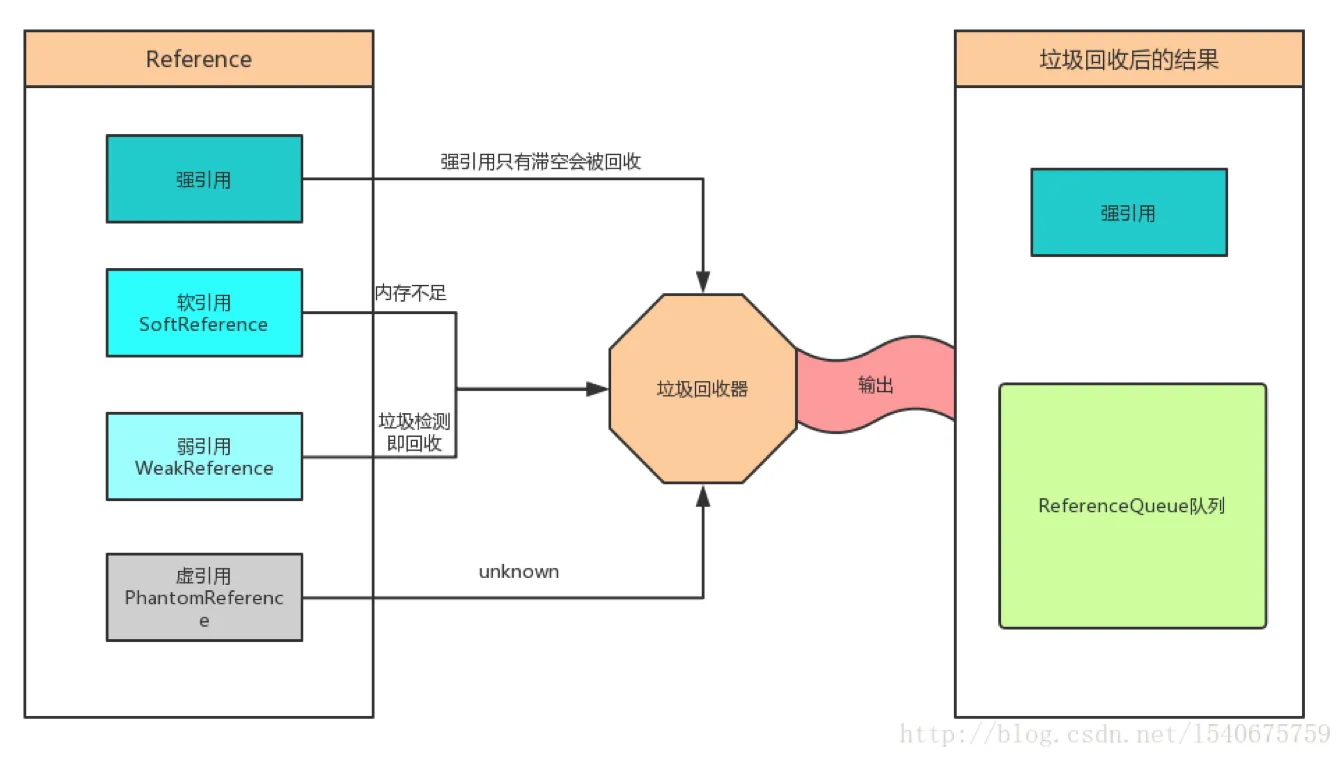 Reference
垃圾回收后的结果
强引用
强引用只有滞空会被回收
强引用
软引用
SoftReference
内存不足
垃圾回收器
输出
弱引用
WeakReference
垃圾检测
即回收
ReferenceQueue队列
虚引用
PhantomReferenc
e
unknown
http://blog.csdn.net/1540675759